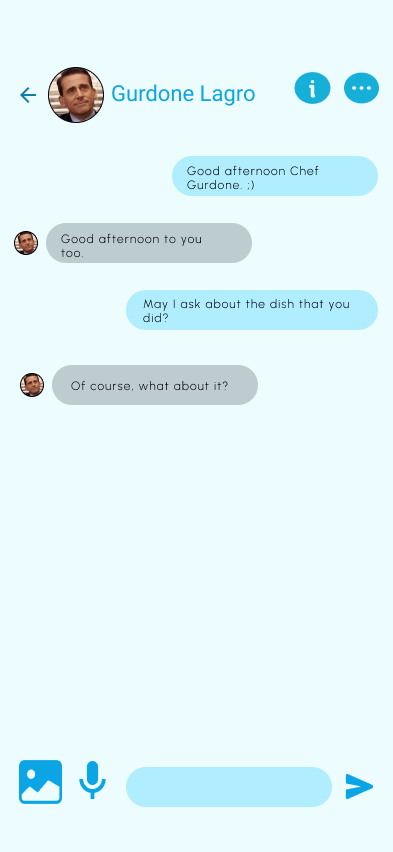 Gurdone Lagro
Good afternoon Chef
Gurdone. ;)
Good afternoon to you
too.
May I ask about the dish that you
did?
Of course, what about it?